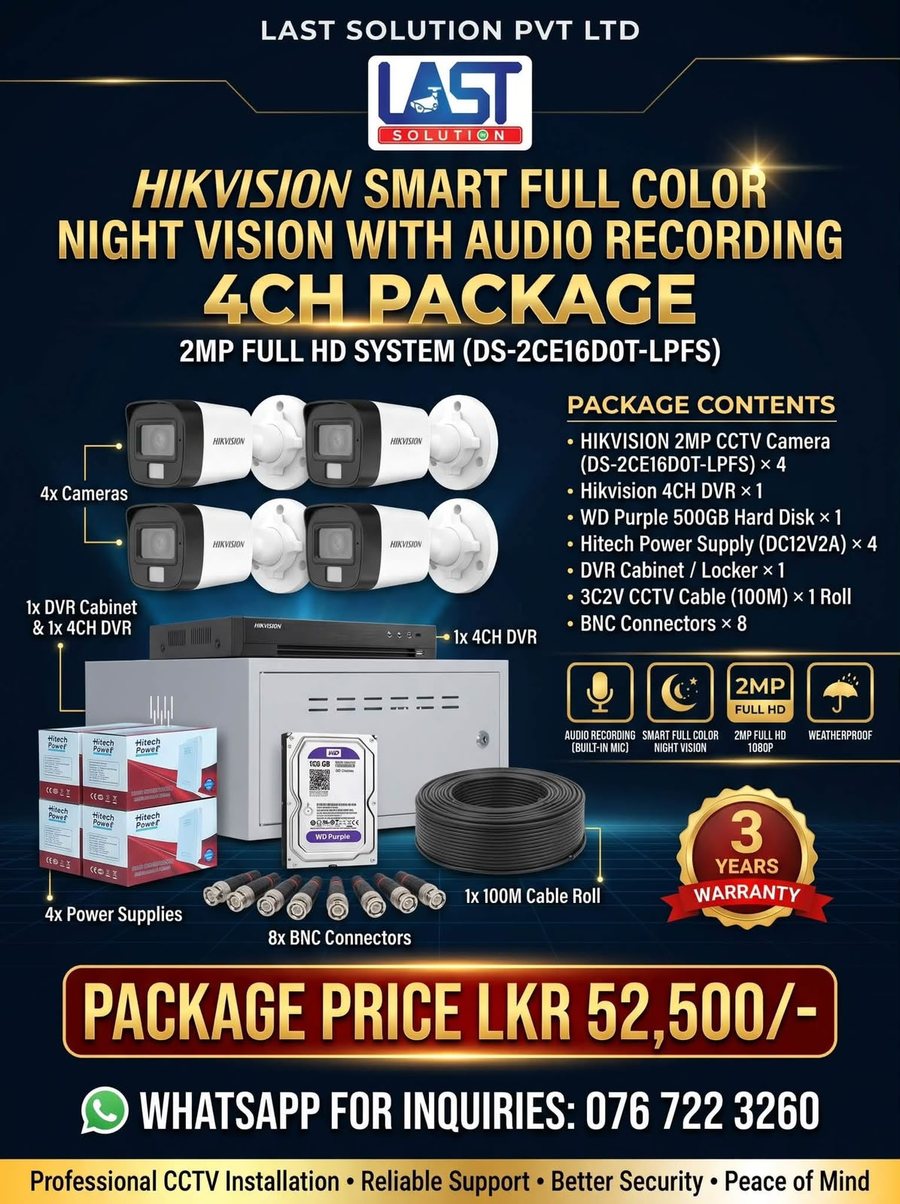 LAST SOLUTION PVT LTD
LAST
SOLUTION
HIKVISION SMART FULL COLOR
NIGHT VISION WITH AUDIO RECORDING
4CH PACKAGE
2MP FULL HD SYSTEM (DS-2CE16D0T-LPFS)
HIKVISION
HIKVISION
HIKVISION
HIKVISION
4x Cameras
1x DVR Cabinet
& 1x 4CH DVR
HIKVISION
1x 4CH DVR
PACKAGE CONTENTS
• HIKVISION 2MP CCTV Camera
(DS-2CE16D0T-LPFS) × 4
• Hikvision 4CH DVR × 1
• WD Purple 500GB Hard Disk × 1
• Hitech Power Supply (DC12V2A) × 4
• DVR Cabinet / Locker × 1
• 3C2V CCTV Cable (100M) × 1 Roll
• BNC Connectors × 8
2MP
FULL HD
AUDIO RECORDING
(BUILT-IN MIC)
SMART FULL COLOR
NIGHT VISION
2MP FULL HD
1080P
WEATHERPROOF
Hitech
Power
Hitech
Power
Hitech
Power
Hitech
Power
Hitech
Power
Hitech
Power
WD
WD Purple
3
YEARS
WARRANTY
4x Power Supplies
8x BNC Connectors
1x 100M Cable Roll
PACKAGE PRICE LKR 52,500/-
WHATSAPP FOR INQUIRIES: 076 722 3260
Professional CCTV Installation • Reliable Support • Better Security • Peace of Mind